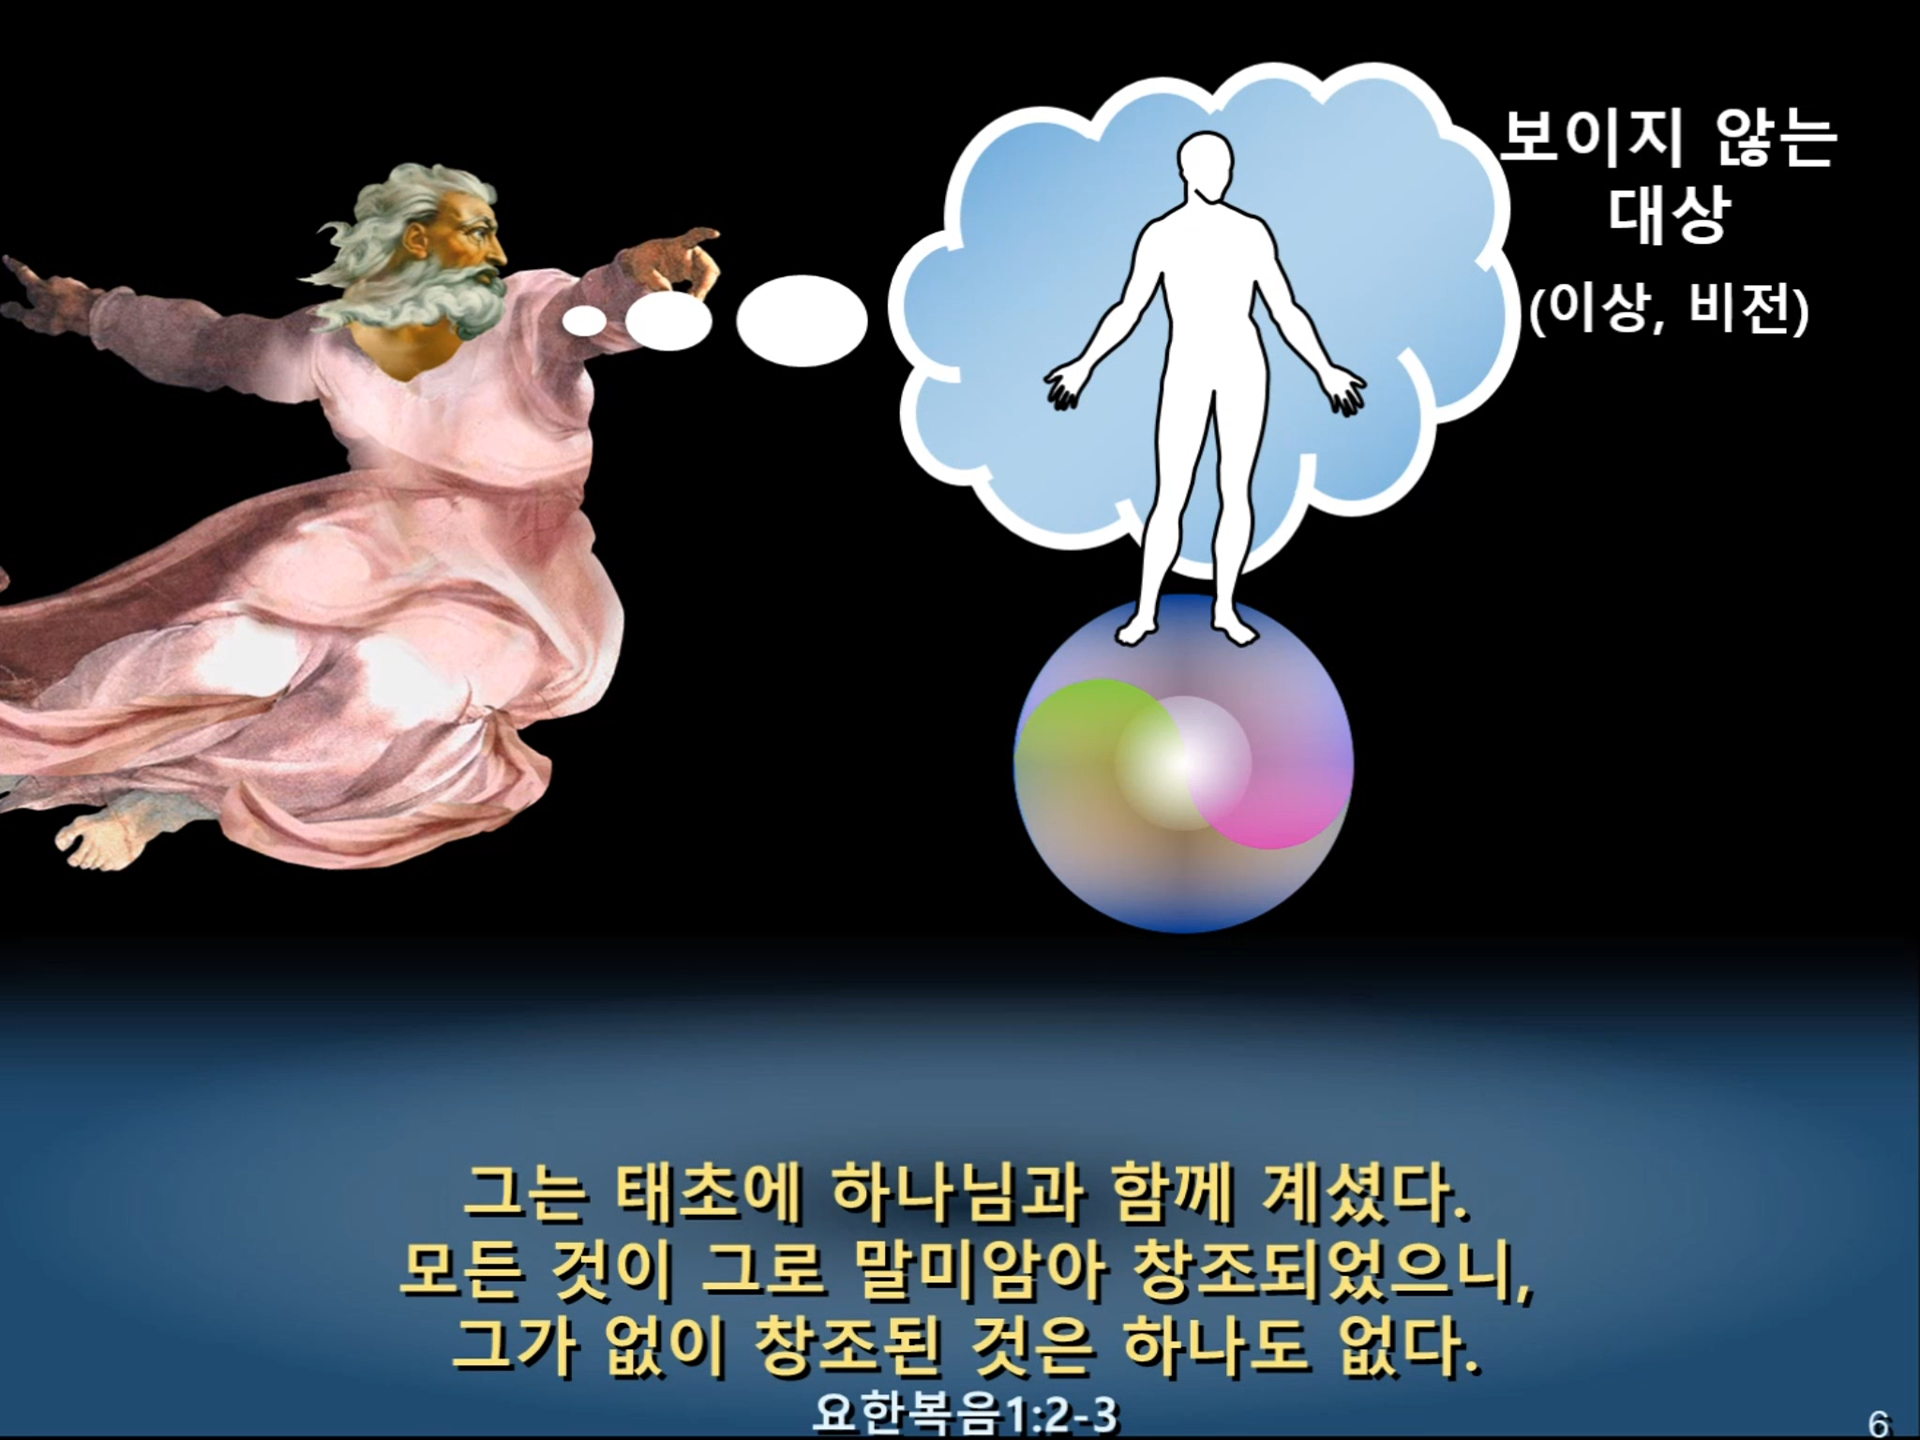 보이지 않는
대상
(이상, 비전)
그는 태초에 하나님과 함께 계셨다.
모든 것이 그로 말미암아 창조되었으니,
그가 없이 창조된 것은 하나도 없다.
요한복음1:2-3
6